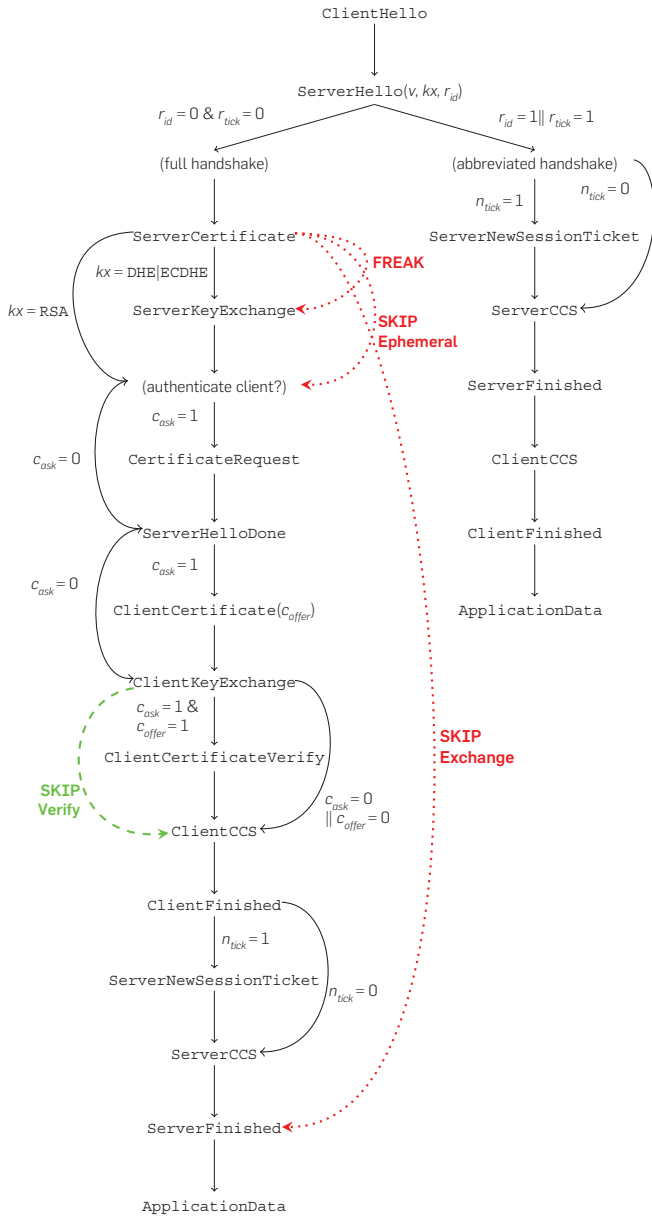 ClientHello
ServerHello(v, kx, r_id)
r_id = 0 & r_tick = 0
r_id = 1 || r_tick = 1
(full handshake)
(abbreviated handshake)
n_tick = 1
n_tick = 0
ServerCertificate
ServerNewSessionTicket
kx = DHE|ECDHE
FREAK
kx = RSA
ServerKeyExchange
ServerCCS
SKIP
Ephemeral
(authenticate client?)
ServerFinished
c_ask = 1
c_ask = 0
CertificateRequest
ClientCCS
ServerHelloDone
ClientFinished
c_ask = 1
c_ask = 0
ClientCertificate(c_offer)
ApplicationData
ClientKeyExchange
c_ask = 1 &
c_offer = 1
SKIP
Exchange
ClientCertificateVerify
SKIP
Verify
c_ask = 0
|| c_offer = 0
ClientCCS
ClientFinished
n_tick = 1
ServerNewSessionTicket
n_tick = 0
ServerCCS
ServerFinished
ApplicationData